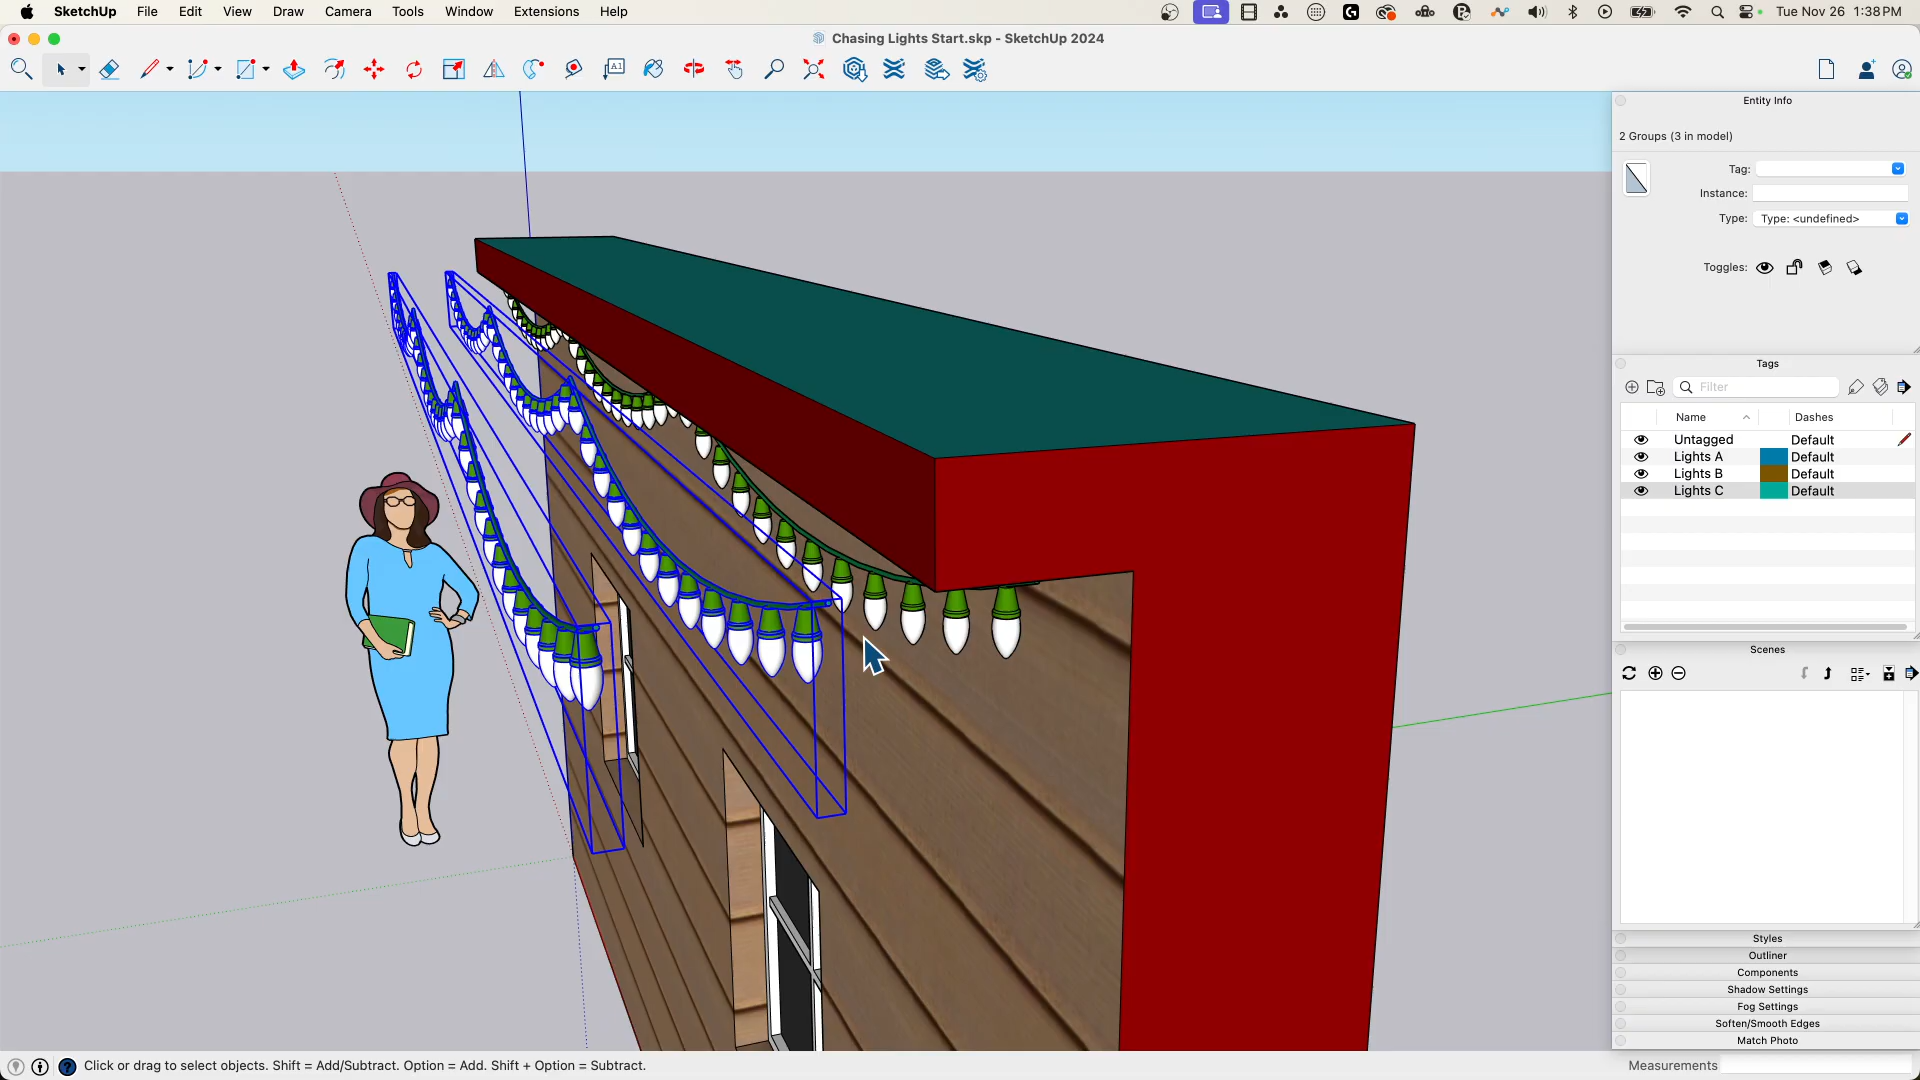 SketchUp File Edit View Draw Camera Tools Window Extensions Help Tue Nov 26 1:38 PM
Chasing Lights Start.skp - SketchUp 2024
A1
Entity Info
2 Groups (3 in model)
Tag:
Instance:
Type: Type: <undefined>
Toggles:
Tags
Filter
Name Dashes
Untagged Default
Lights A Default
Lights B Default
Lights C Default
Scenes
Styles
Outliner
Components
Shadow Settings
Fog Settings
Soften/Smooth Edges
Match Photo
Click or drag to select objects. Shift = Add/Subtract. Option = Add. Shift + Option = Subtract.
Measurements